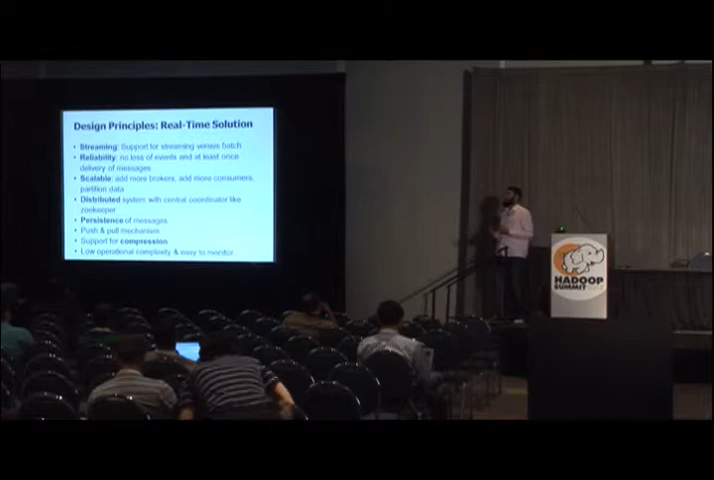 Design Principles: Real-Time Solution
• Streaming: Support for streaming versus batch
• Reliability: no loss of events and at least once
delivery of messages
• Scalable: add more brokers, add more consumers,
partition data
• Distributed system with central coordinator like
zookeeper
• Persistence of messages
• Push & pull mechanism
• Support for compression
• Low operational complexity & easy to monitor
HADOOP
SUMMIT